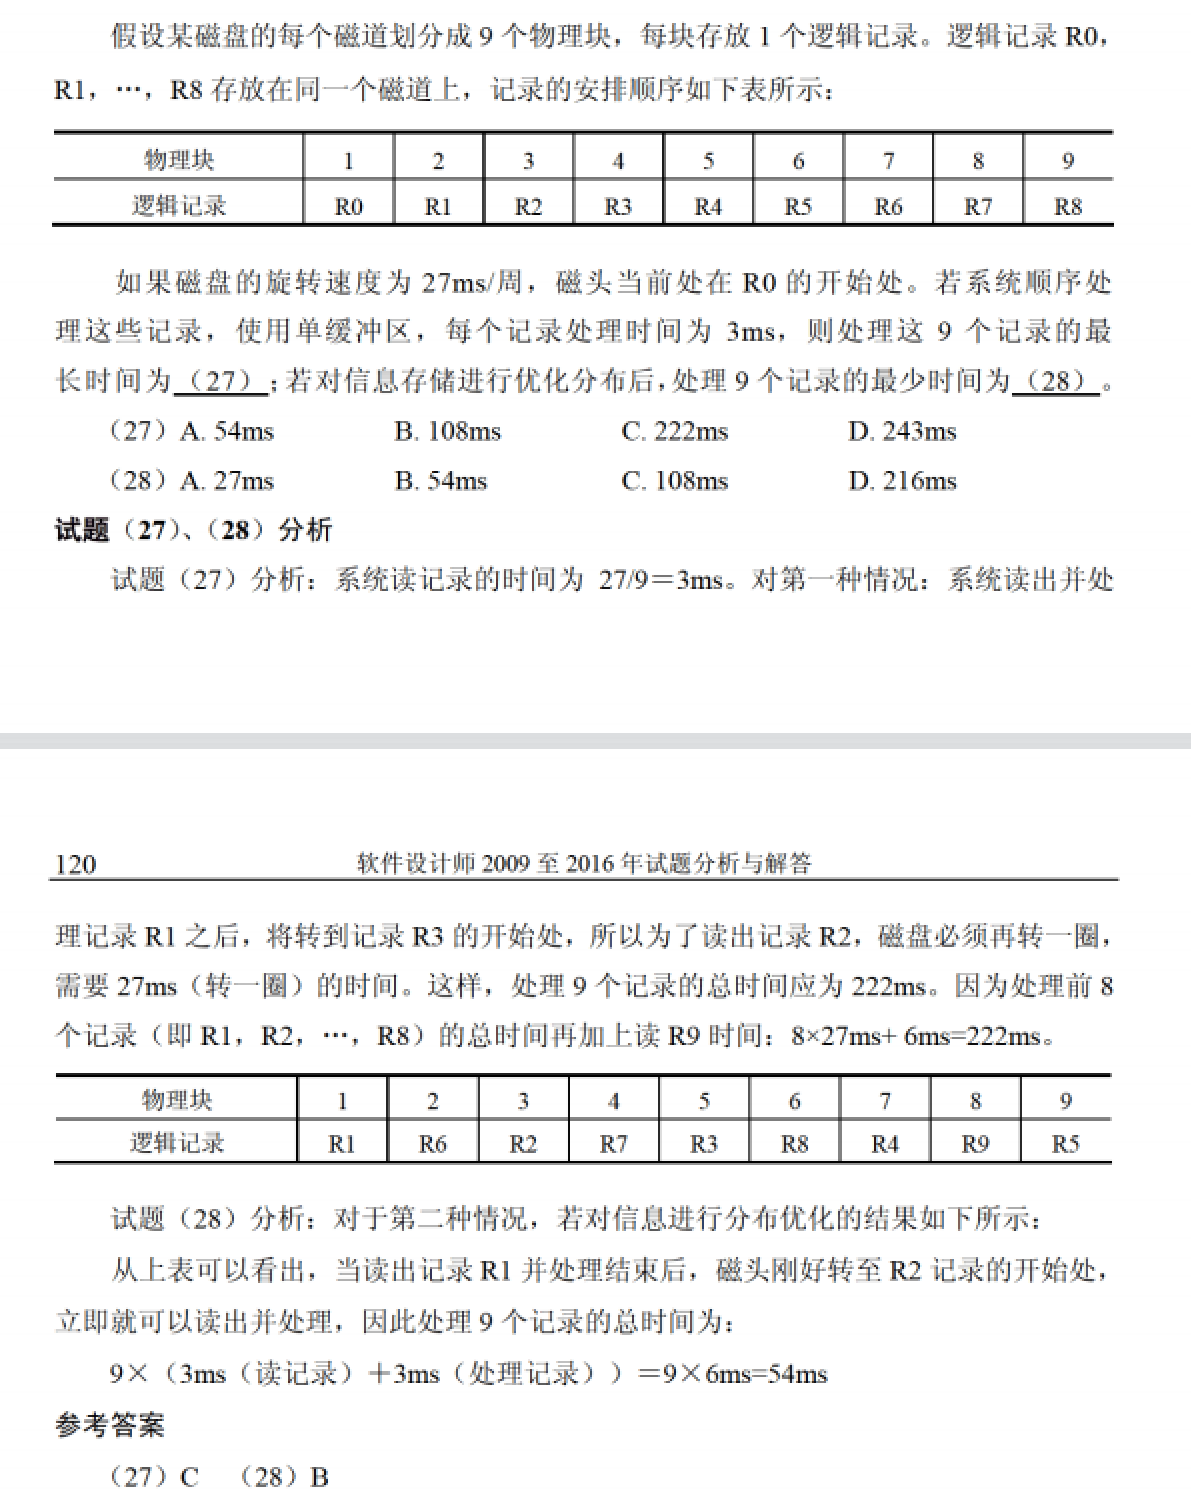 假设某磁盘的每个磁道划分成 9 个物理块，每块存放 1 个逻辑记录。逻辑记录 R0，
R1，…，R8 存放在同一个磁道上，记录的安排顺序如下表所示：
物理块 1 2 3 4 5 6 7 8 9
逻辑记录 R0 R1 R2 R3 R4 R5 R6 R7 R8
如果磁盘的旋转速度为 27ms/周，磁头当前处在 R0 的开始处。若系统顺序处
理这些记录，使用单缓冲区，每个记录处理时间为 3ms，则处理这 9 个记录的最
长时间为（27）；若对信息存储进行优化分布后，处理 9 个记录的最少时间为（28）。
（27）A. 54ms B. 108ms C. 222ms D. 243ms
（28）A. 27ms B. 54ms C. 108ms D. 216ms
试题（27）、（28）分析
试题（27）分析：系统读记录的时间为 27/9＝3ms。对第一种情况：系统读出并处
120 软件设计师 2009 至 2016 年试题分析与解答
理记录 R1 之后，将转到记录 R3 的开始处，所以为了读出记录 R2，磁盘必须再转一圈，
需要 27ms（转一圈）的时间。这样，处理 9 个记录的总时间应为 222ms。因为处理前 8
个记录（即 R1，R2，…，R8）的总时间再加上读 R9 时间：8×27ms+ 6ms=222ms。
物理块 1 2 3 4 5 6 7 8 9
逻辑记录 R1 R6 R2 R7 R3 R8 R4 R9 R5
试题（28）分析：对于第二种情况，若对信息进行分布优化的结果如下所示：
从上表可以看出，当读出记录 R1 并处理结束后，磁头刚好转至 R2 记录的开始处，
立即就可以读出并处理，因此处理 9 个记录的总时间为：
9×（3ms（读记录）＋3ms（处理记录））＝9×6ms=54ms
参考答案
（27）C （28）B